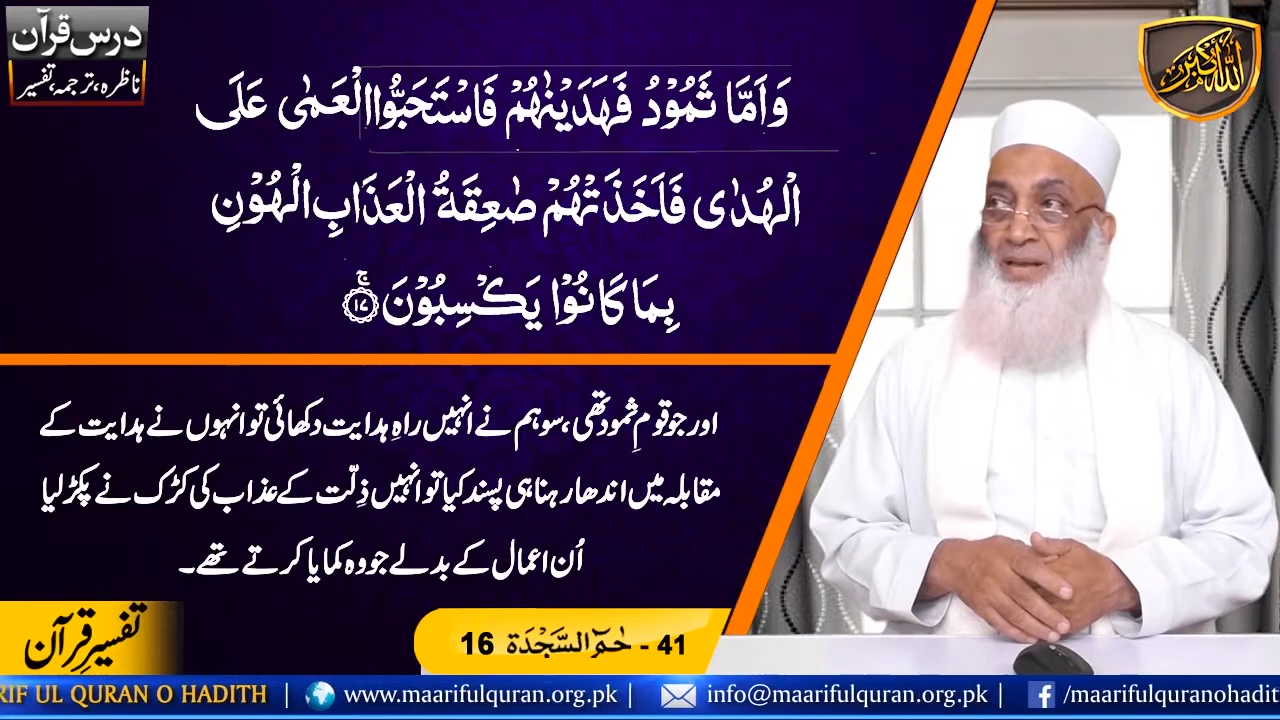 درسِ قرآن
ناظرہ، ترجمہ، تفسیر
اللہ اکبر
وَاَمَّا ثَمُوْدُ فَهَدَيْنٰهُمْ فَاسْتَحَبُّوا الْعَمٰى عَلَى
الْهُدٰى فَاَخَذَتْهُمْ صٰعِقَةُ الْعَذَابِ الْهُوْنِ
بِمَا كَانُوْا يَكْسِبُوْنَ ۚ ١٧
اور جو قومِ ثمود تھی، سو ہم نے انہیں راہِ ہدایت دکھائی تو انہوں نے ہدایت کے
مقابلہ میں اندھا رہنا ہی پسند کیا تو انہیں ذِلّت کے عذاب کی کڑک نے پکڑ لیا
اُن اعمال کے بدلے جو وہ کمایا کرتے تھے۔
تفسیرِ قرآن
41 - حٰمٓ السَّجْدَة 16
RIF UL QURAN O HADITH | www.maarifulquran.org.pk | info@maarifulquran.org.pk | /maarifulquranohadit